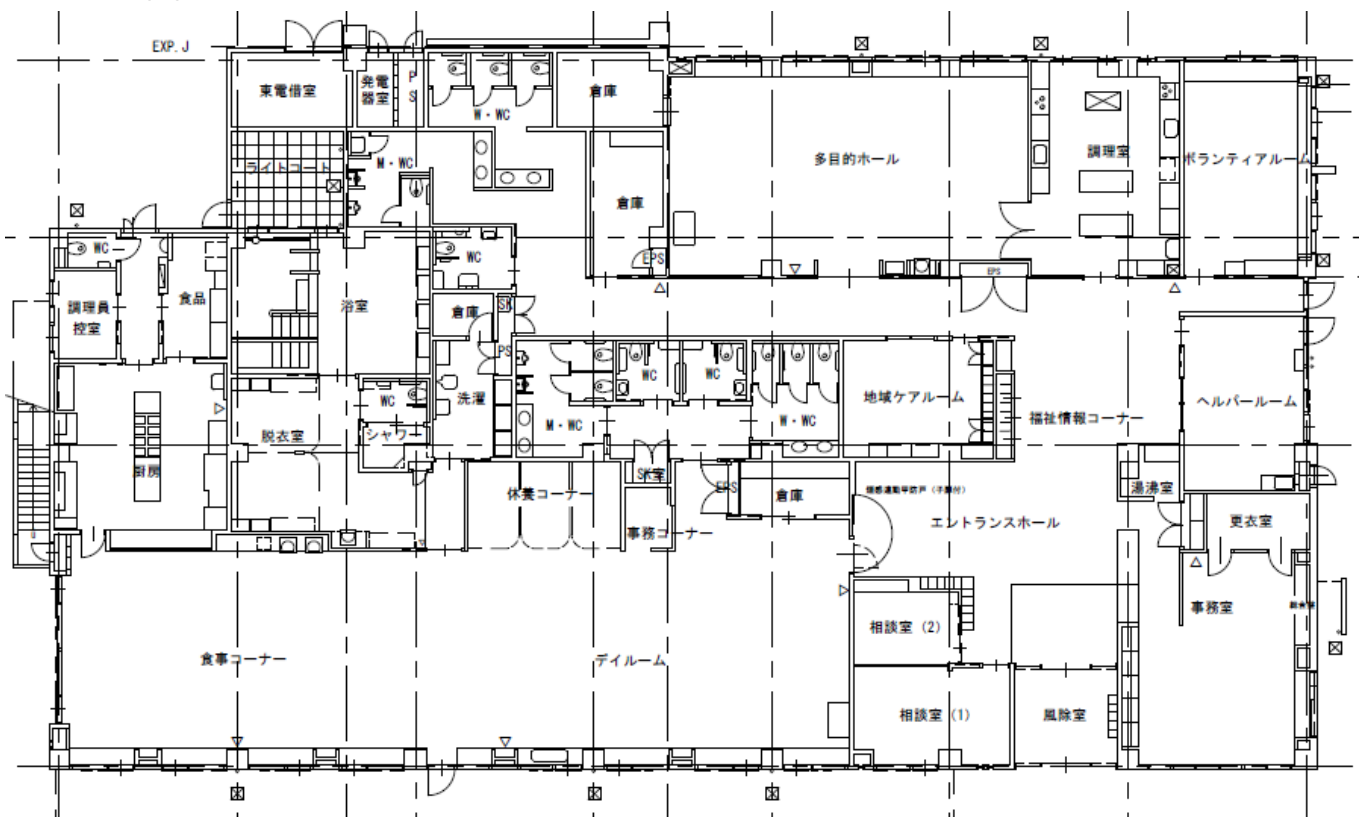 EXP. J
東電借室
発電
器室
P
S
W・WC
倉庫
多目的ホール
調理室
ボランティアルーム
ライトコート
M・WC
倉庫
EPS
EPS
WC
WC
調理員
控室
食品
浴室
倉庫
SK
PS
洗濯
WC
WC
M・WC
W・WC
地域ケアルーム
福祉情報コーナー
ヘルパールーム
脱衣室
WC
シャワー
厨房
SK室
EPS
倉庫
休養コーナー
事務コーナー
エントランスホール
湯沸室
更衣室
事務室
相談室 (2)
食事コーナー
デイルーム
相談室 (1)
風除室